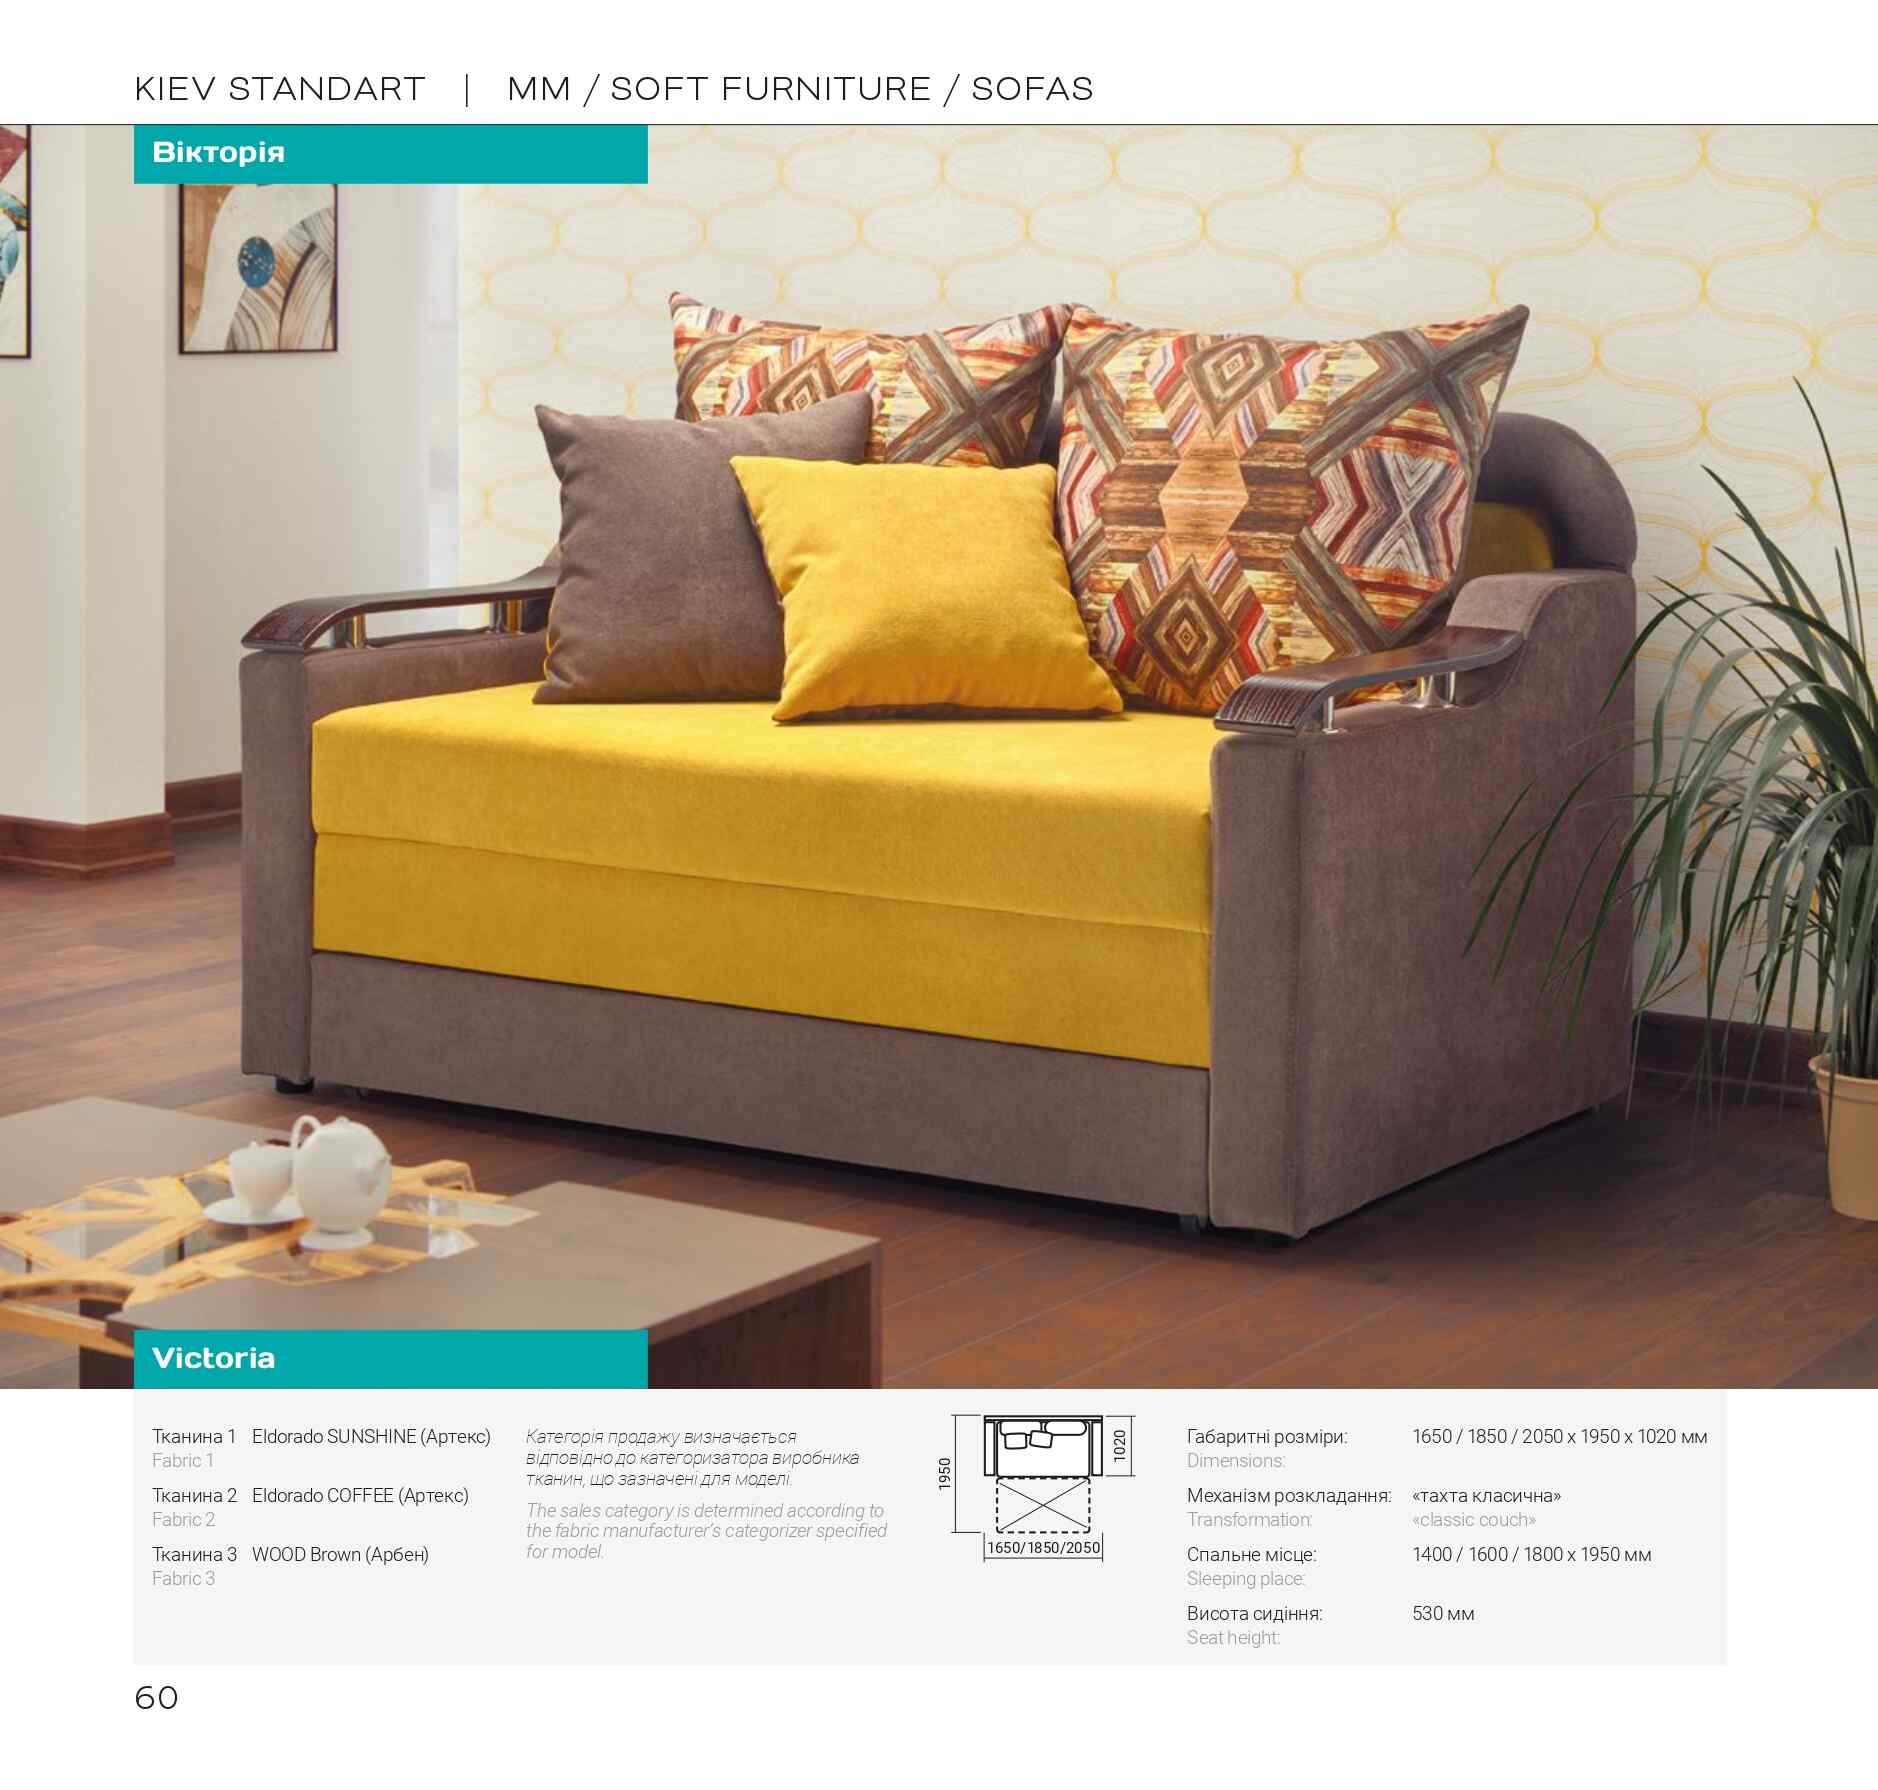 KIEV STANDART | MM / SOFT FURNITURE / SOFAS
Вікторія
Victoria
Тканина 1 Eldorado SUNSHINE (Артекс)
Fabric 1
Тканина 2 Eldorado COFFEE (Артекс)
Fabric 2
Тканина 3 WOOD Brown (Арбен)
Fabric 3
Категорія продажу визначається
відповідно до категоризатора виробника
тканин, що зазначені для моделі.
The sales category is determined according to
the fabric manufacturer's categorizer specified
for model.
1950
1020
1650/1850/2050
Габаритні розміри: 1650 / 1850 / 2050 х 1950 х 1020 мм
Dimensions:
Механізм розкладання: «тахта класична»
Transformation: «classic couch»
Спальне місце: 1400 / 1600 / 1800 х 1950 мм
Sleeping place:
Висота сидіння: 530 мм
Seat height:
60